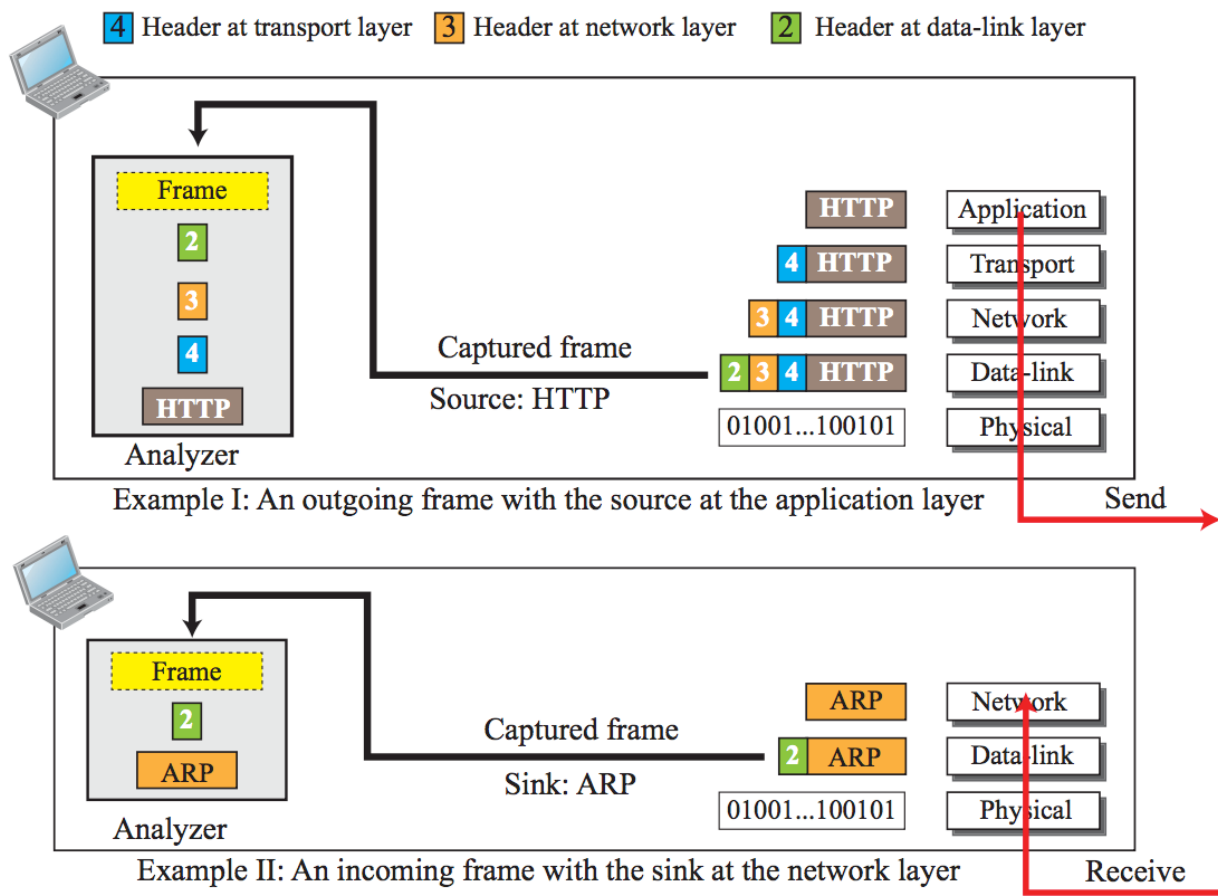 4 Header at transport layer 3 Header at network layer 2 Header at data-link layer
Frame
2
3
4
HTTP
Analyzer
Captured frame
Source: HTTP
HTTP Application
4 HTTP Transport
3 4 HTTP Network
2 3 4 HTTP Data-link
01001...100101 Physical
Example I: An outgoing frame with the source at the application layer
Send
Frame
2
ARP
Analyzer
Captured frame
Sink: ARP
ARP Network
2 ARP Data-link
01001...100101 Physical
Example II: An incoming frame with the sink at the network layer
Receive